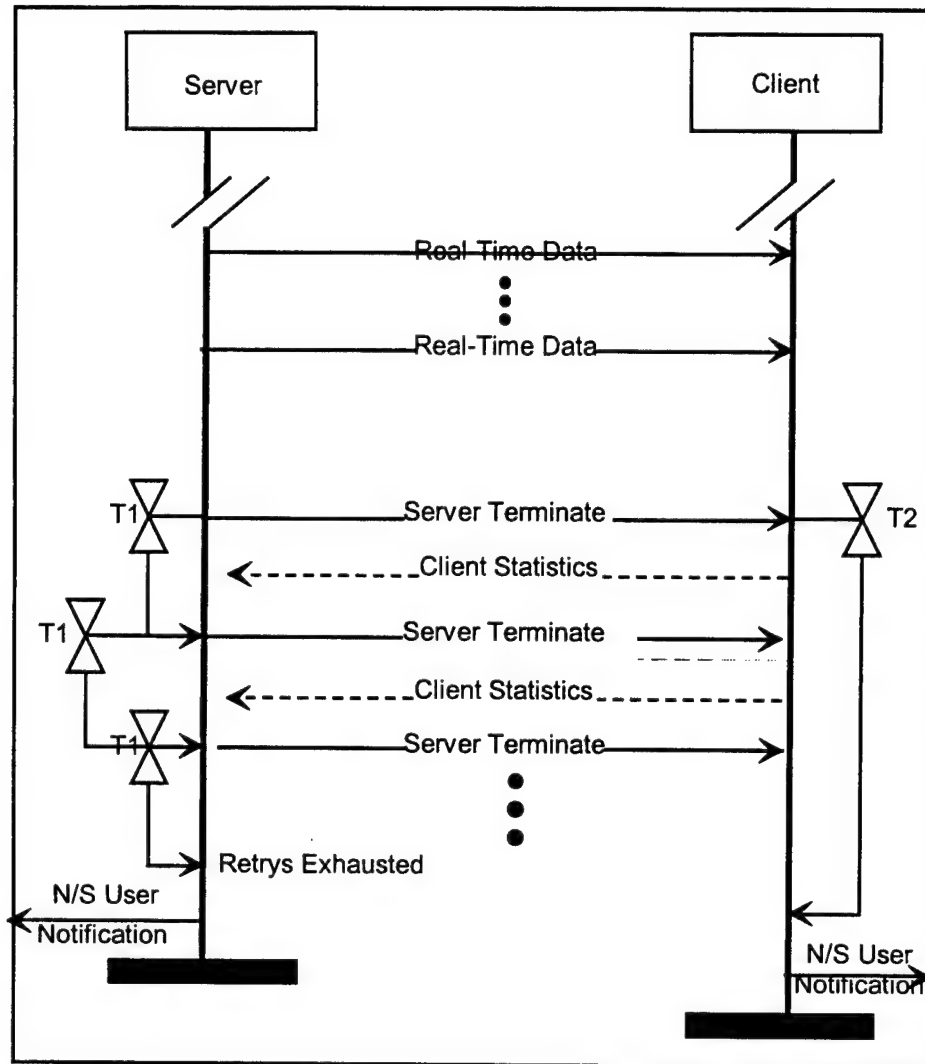 Server
Client
Real-Time Data
Real-Time Data
T1
Server Terminate
T2
Client Statistics
T1
Server Terminate
Client Statistics
T1
Server Terminate
Retrys Exhausted
N/S User
Notification
N/S User
Notification